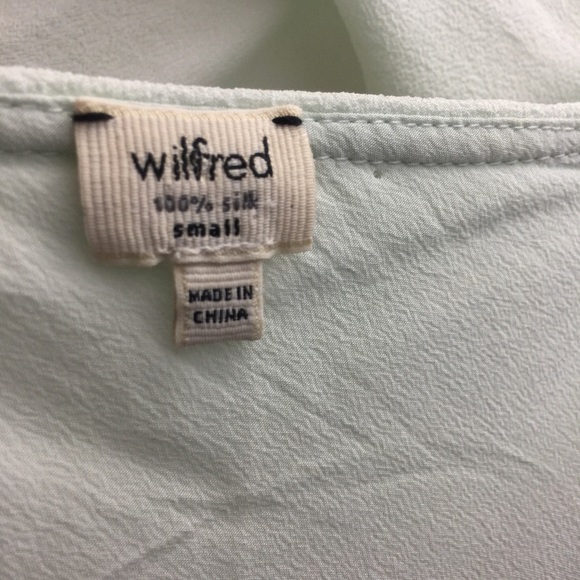 wilfred
100% silk
small
MADE IN
CHINA